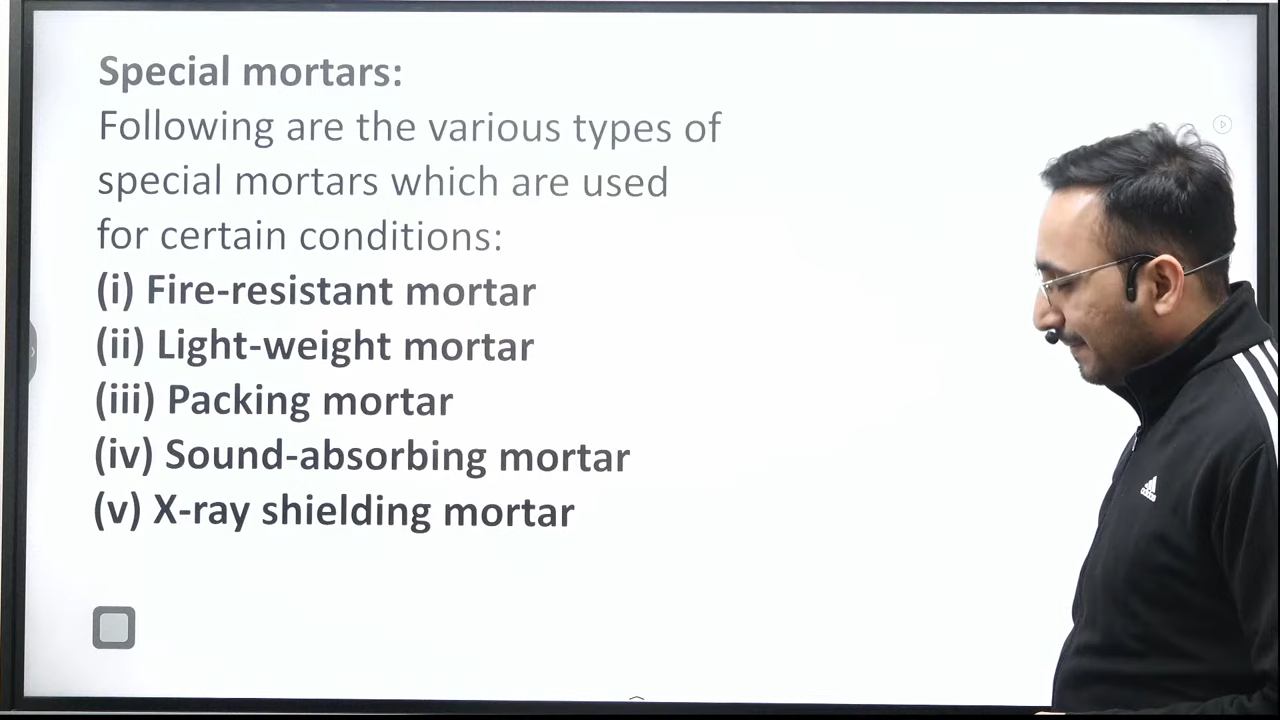 Special mortars:
Following are the various types of
special mortars which are used
for certain conditions:
(i) Fire-resistant mortar
(ii) Light-weight mortar
(iii) Packing mortar
(iv) Sound-absorbing mortar
(v) X-ray shielding mortar
adidas